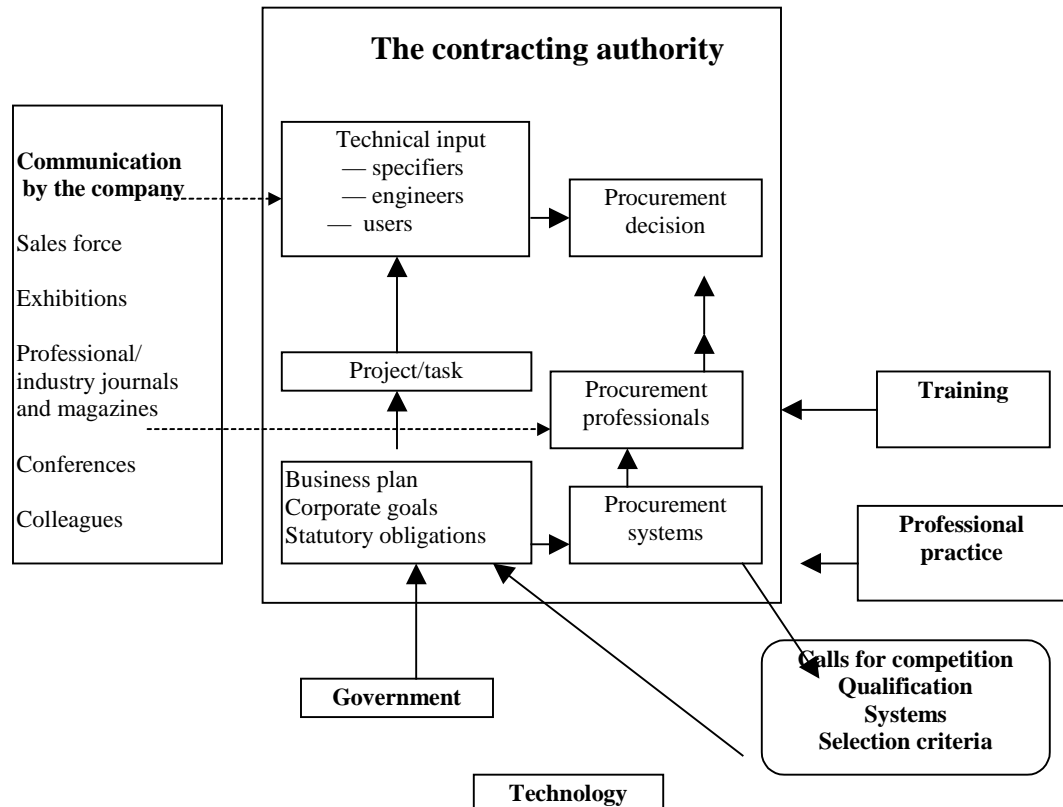 The contracting authority
Communication
by the company
Sales force
Exhibitions
Professional/
industry journals
and magazines
Conferences
Colleagues
Technical input
— specifiers
— engineers
— users
Procurement
decision
Project/task
Procurement
professionals
Business plan
Corporate goals
Statutory obligations
Procurement
systems
Training
Professional
practice
Government
Calls for competition
Qualification
Systems
Selection criteria
Technology